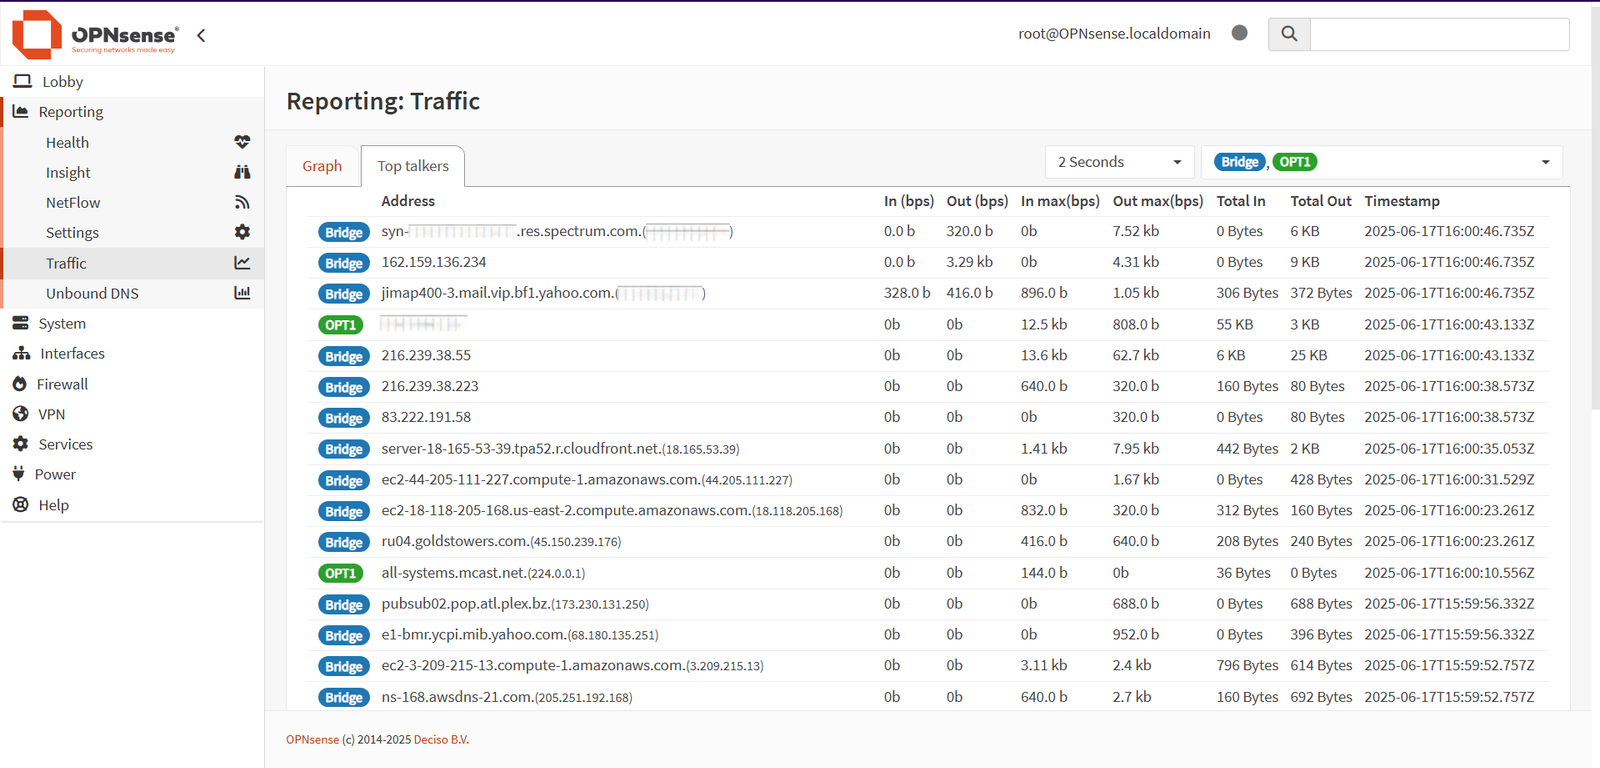 OPNsense®
Securing networks made easy
root@OPNsense.localdomain
Lobby
Reporting
Health
Insight
NetFlow
Settings
Traffic
Unbound DNS
System
Interfaces
Firewall
VPN
Services
Power
Help
Reporting: Traffic
Graph Top talkers 2 Seconds Bridge, OPT1
Address In (bps) Out (bps) In max(bps) Out max(bps) Total In Total Out Timestamp
Bridge syn- .res.spectrum.com.( ) 0.0 b 320.0 b 0b 7.52 kb 0 Bytes 6 KB 2025-06-17T16:00:46.735Z
Bridge 162.159.136.234 0.0 b 3.29 kb 0b 4.31 kb 0 Bytes 9 KB 2025-06-17T16:00:46.735Z
Bridge jimap400-3.mail.vip.bf1.yahoo.com.( ) 328.0 b 416.0 b 896.0 b 1.05 kb 306 Bytes 372 Bytes 2025-06-17T16:00:46.735Z
OPT1 0b 0b 12.5 kb 808.0 b 55 KB 3 KB 2025-06-17T16:00:43.133Z
Bridge 216.239.38.55 0b 0b 13.6 kb 62.7 kb 6 KB 25 KB 2025-06-17T16:00:43.133Z
Bridge 216.239.38.223 0b 0b 640.0 b 320.0 b 160 Bytes 80 Bytes 2025-06-17T16:00:38.573Z
Bridge 83.222.191.58 0b 0b 0b 320.0 b 0 Bytes 80 Bytes 2025-06-17T16:00:38.573Z
Bridge server-18-165-53-39.tpa52.r.cloudfront.net.(18.165.53.39) 0b 0b 1.41 kb 7.95 kb 442 Bytes 2 KB 2025-06-17T16:00:35.053Z
Bridge ec2-44-205-111-227.compute-1.amazonaws.com.(44.205.111.227) 0b 0b 0b 1.67 kb 0 Bytes 428 Bytes 2025-06-17T16:00:31.529Z
Bridge ec2-18-118-205-168.us-east-2.compute.amazonaws.com.(18.118.205.168) 0b 0b 832.0 b 320.0 b 312 Bytes 160 Bytes 2025-06-17T16:00:23.261Z
Bridge ru04.goldstowers.com.(45.150.239.176) 0b 0b 416.0 b 640.0 b 208 Bytes 240 Bytes 2025-06-17T16:00:23.261Z
OPT1 all-systems.mcast.net.(224.0.0.1) 0b 0b 144.0 b 0b 36 Bytes 0 Bytes 2025-06-17T16:00:10.556Z
Bridge pubsub02.pop.atl.plex.bz.(173.230.131.250) 0b 0b 0b 688.0 b 0 Bytes 688 Bytes 2025-06-17T15:59:56.332Z
Bridge e1-bmr.ycpi.mib.yahoo.com.(68.180.135.251) 0b 0b 0b 952.0 b 0 Bytes 396 Bytes 2025-06-17T15:59:56.332Z
Bridge ec2-3-209-215-13.compute-1.amazonaws.com.(3.209.215.13) 0b 0b 3.11 kb 2.4 kb 796 Bytes 614 Bytes 2025-06-17T15:59:52.757Z
Bridge ns-168.awsdns-21.com.(205.251.192.168) 0b 0b 640.0 b 2.7 kb 160 Bytes 692 Bytes 2025-06-17T15:59:52.757Z
OPNsense (c) 2014-2025 Deciso B.V.